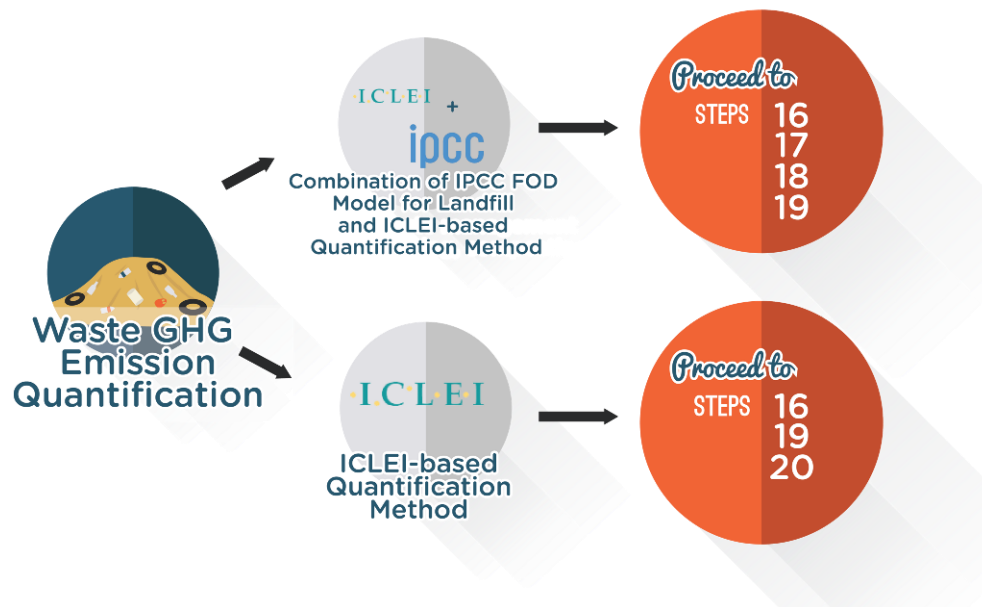 Waste GHG
Emission
Quantification
ICLEI
+
ipcc
Combination of IPCC FOD
Model for Landfill
and ICLEI-based
Quantification Method
Proceed to
STEPS 16
17
18
19
ICLEI
ICLEI-based
Quantification
Method
Proceed to
STEPS 16
19
20